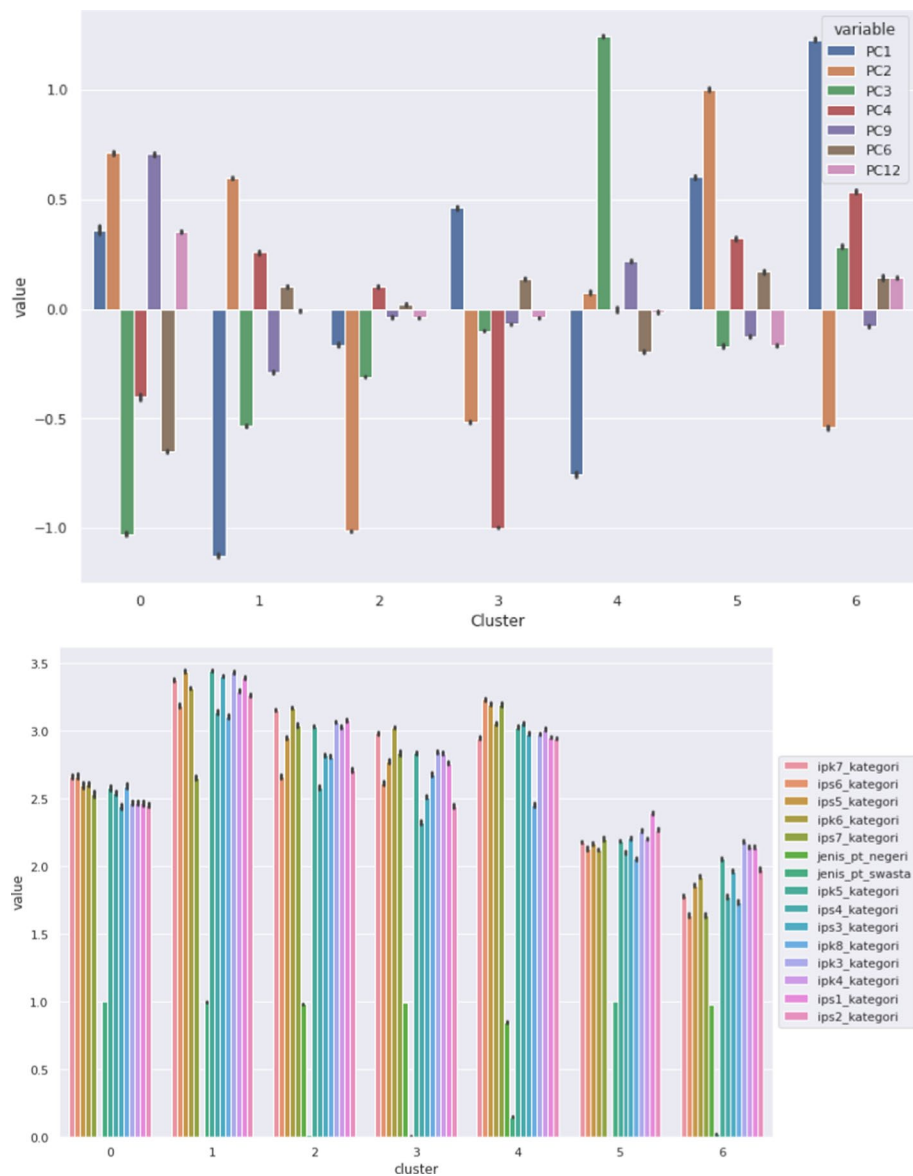 variable
PC1
PC2
PC3
PC4
PC9
PC6
PC12
1.0
0.5
0.0
−0.5
−1.0
value
0 1 2 3 4 5 6
Cluster
3.5
3.0
2.5
2.0
1.5
1.0
0.5
0.0
value
0 1 2 3 4 5 6
cluster
ipk7_kategori
ips6_kategori
ips5_kategori
ipk6_kategori
ips7_kategori
jenis_pt_negeri
jenis_pt_swasta
ipk5_kategori
ips4_kategori
ips3_kategori
ipk8_kategori
ipk3_kategori
ipk4_kategori
ips1_kategori
ips2_kategori